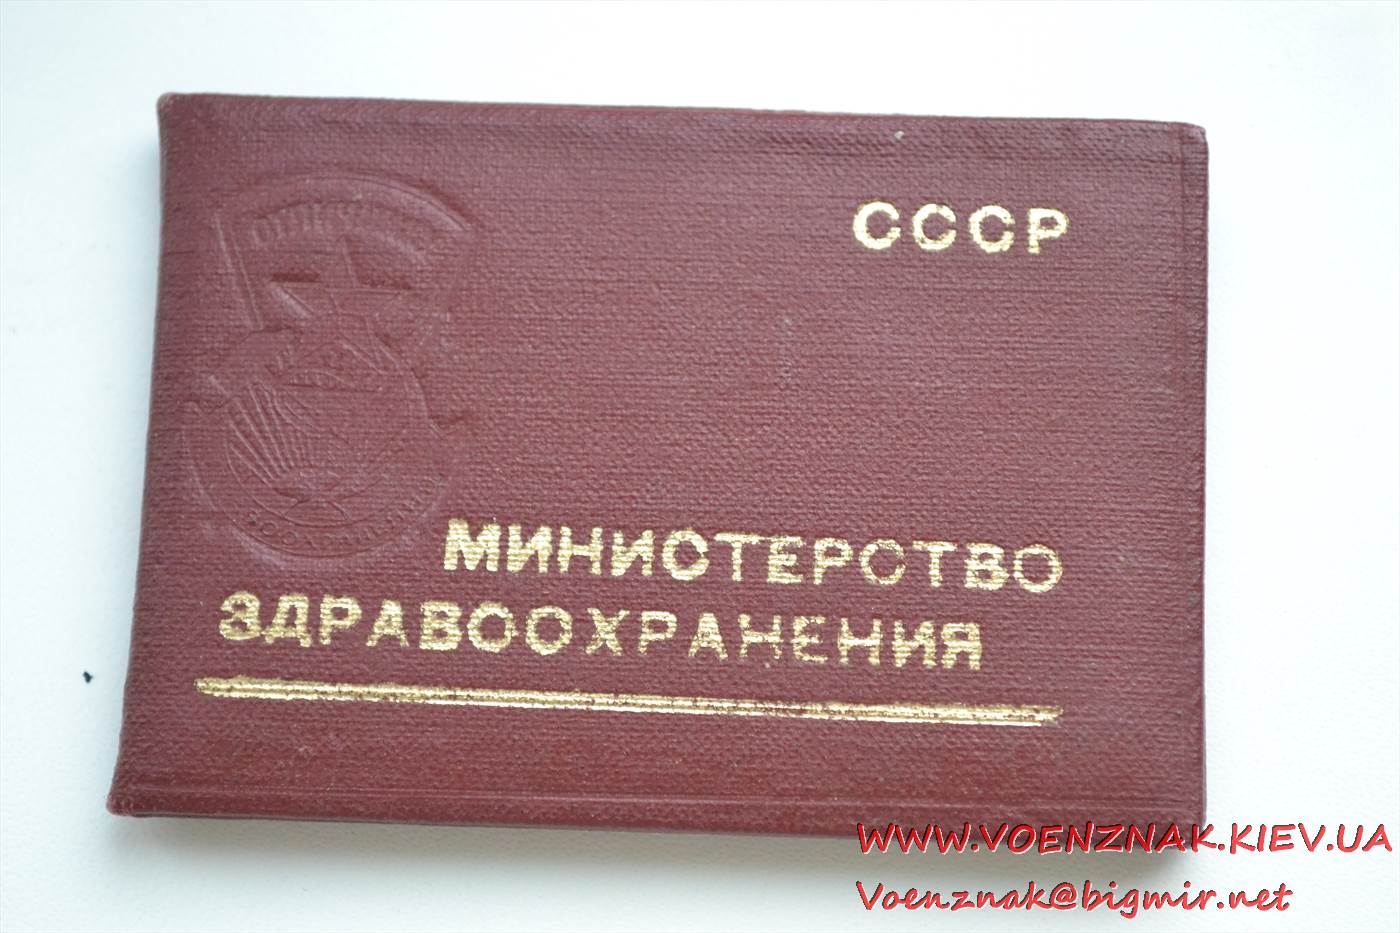 СССР
МИНИСТЕРСТВО
ЗДРАВООХРАНЕНИЯ
WWW.VOENZNAK.KIEV.UA
Voenznak@bigmir.net